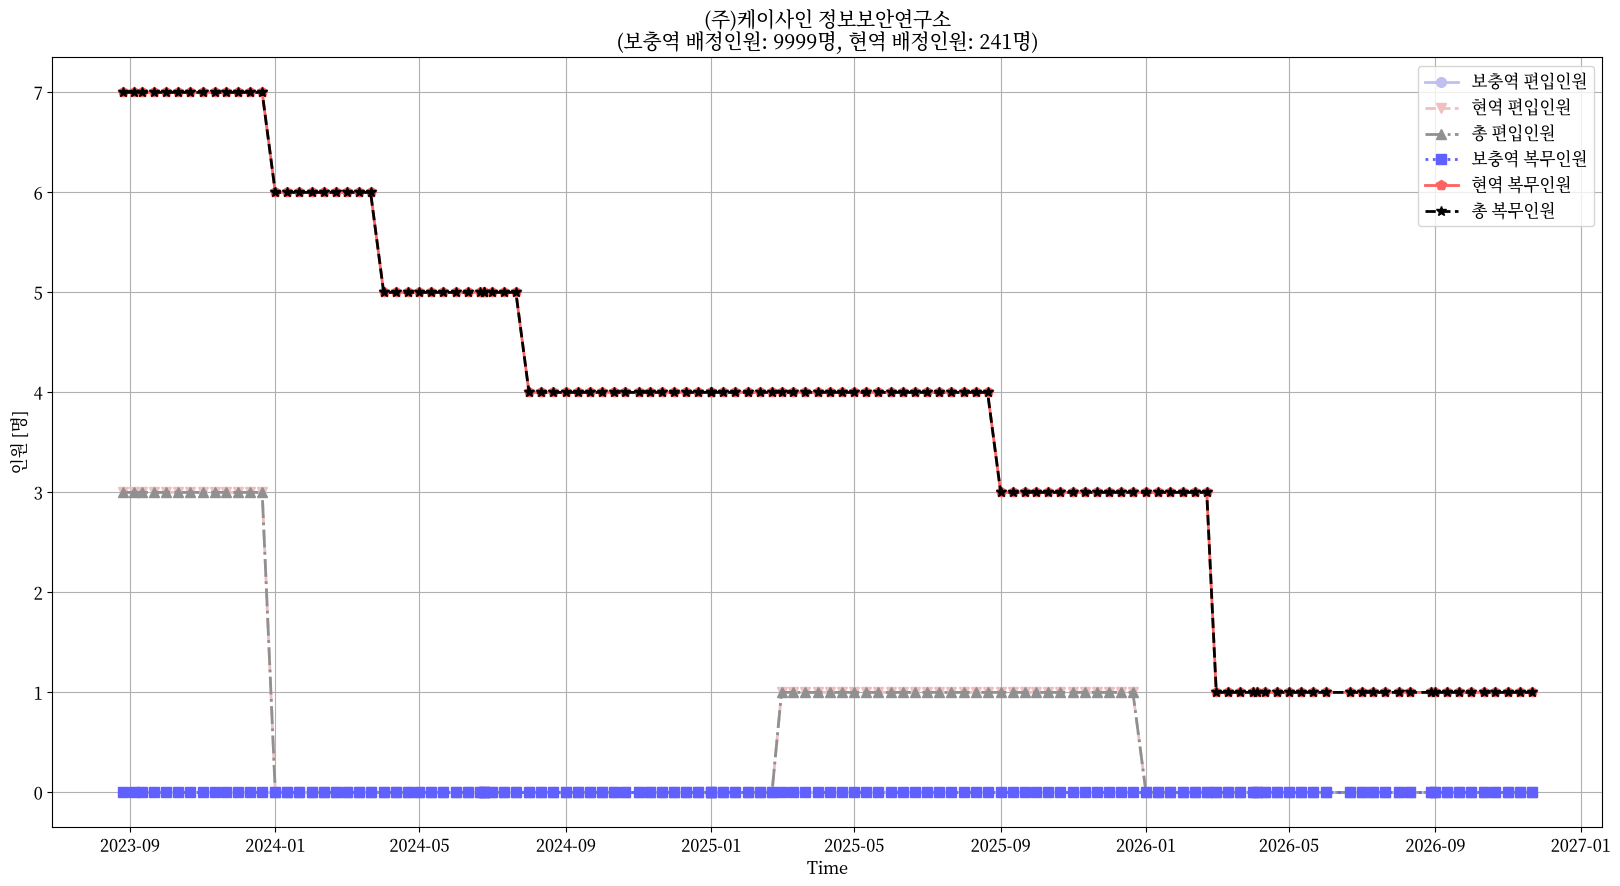 (주)케이사인 정보보안연구소
(보충역 배정인원: 9999명, 현역 배정인원: 241명)
보충역 편입인원
현역 편입인원
총 편입인원
보충역 복무인원
현역 복무인원
총 복무인원
인원 [명]
7
6
5
4
3
2
1
0
2023-09
2024-01
2024-05
2024-09
2025-01
2025-05
2025-09
2026-01
2026-05
2026-09
2027-01
Time